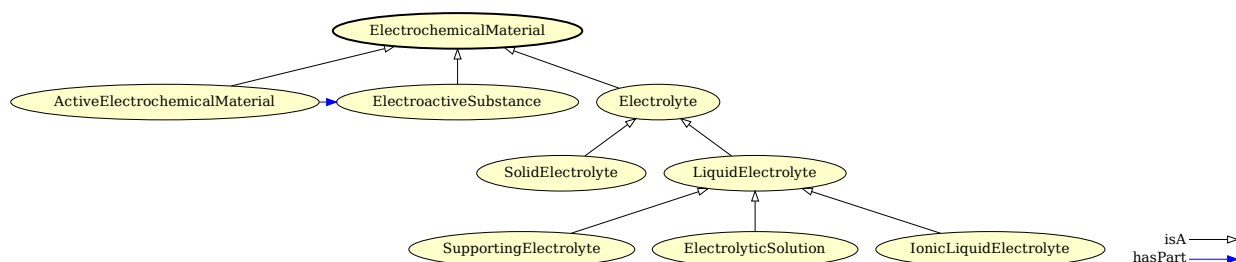 ElectrochemicalMaterial
ActiveElectrochemicalMaterial
ElectroactiveSubstance
Electrolyte
SolidElectrolyte
LiquidElectrolyte
SupportingElectrolyte
ElectrolyticSolution
IonicLiquidElectrolyte
isA
hasPart